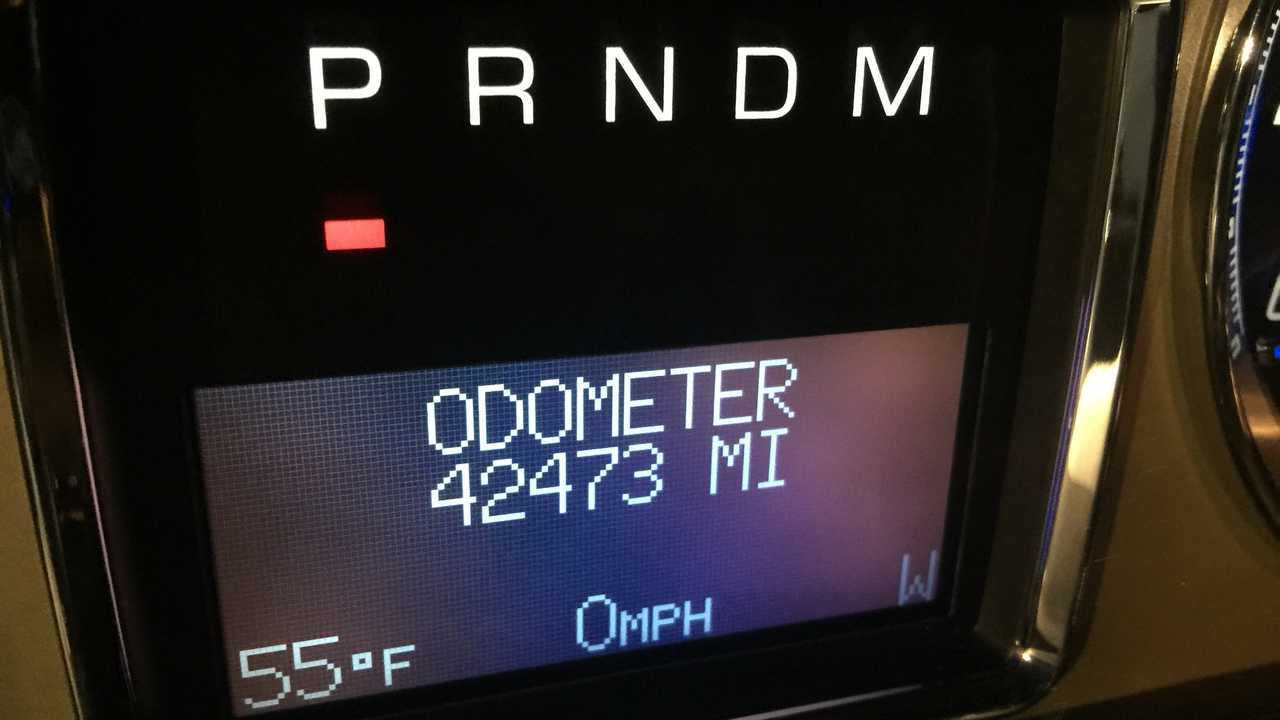 P R N D M
ODOMETER
42473 MI
W
0MPH
55°F